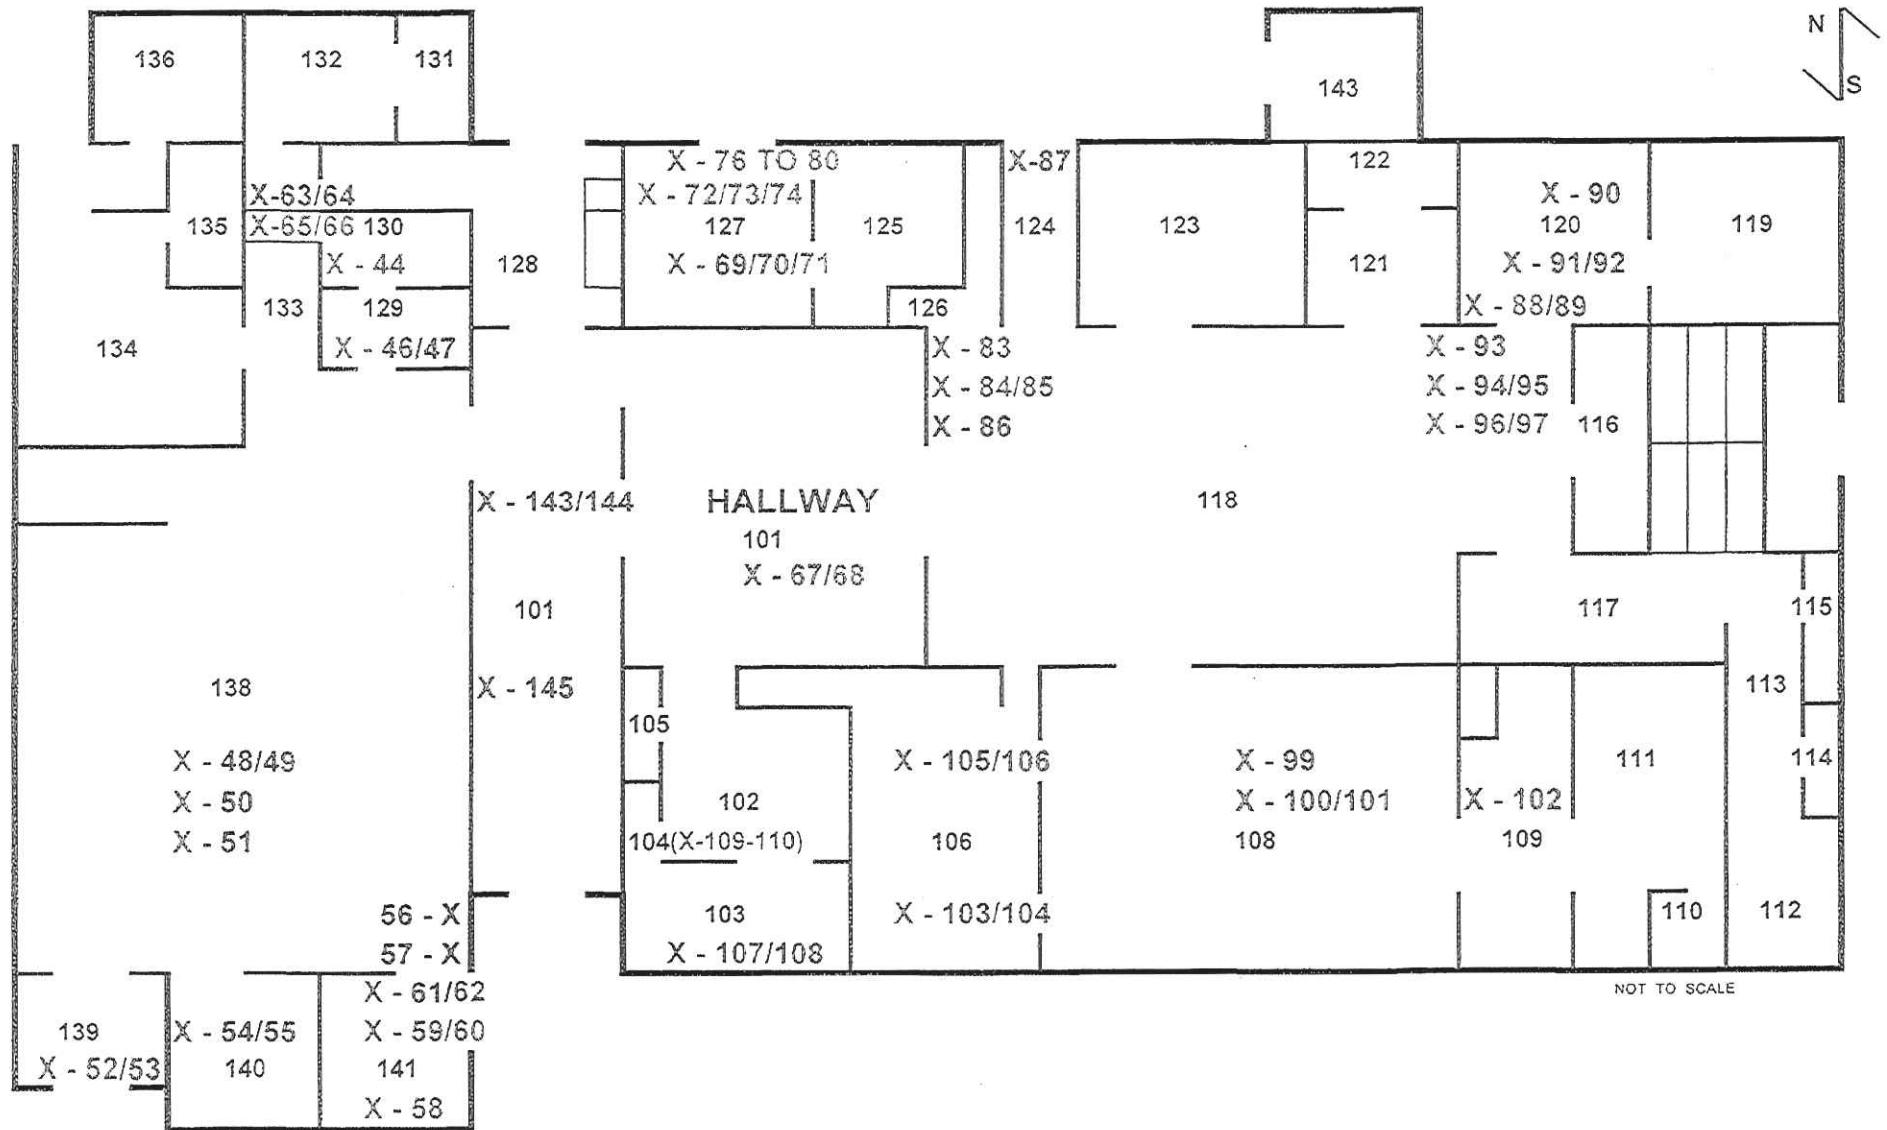 N
S
136
132
131
143
X - 76 TO 80
X-87
122
X-63/64
X - 72/73/74
X - 90
X-65/66 130
135
127
125
124
123
120
119
X - 44
128
X - 69/70/71
121
X - 91/92
133
129
126
X - 88/89
134
X - 46/47
X - 83
X - 93
X - 84/85
X - 94/95
X - 86
X - 96/97
116
X - 143/144
HALLWAY
118
101
X - 67/68
101
117
115
138
X - 145
113
105
X - 48/49
X - 105/106
X - 99
111
114
X - 50
102
X - 100/101
X - 102
X - 51
104(X-109-110)
106
108
109
56 - X
103
X - 103/104
110
112
57 - X
X - 107/108
X - 61/62
NOT TO SCALE
139
X - 54/55
X - 59/60
X - 52/53
140
141
X - 58